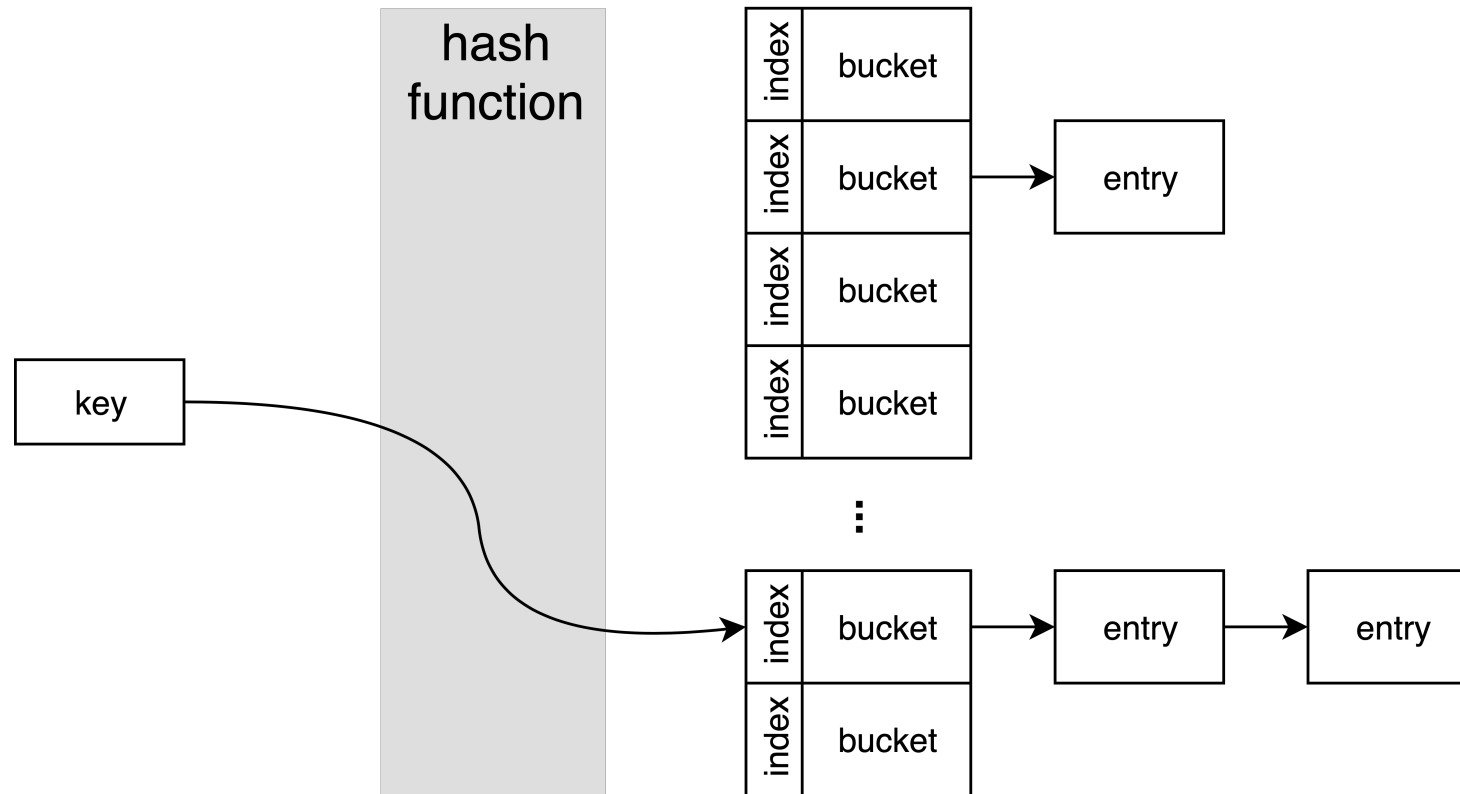 hash
function
index
bucket
index
bucket
entry
index
bucket
key
index
bucket
...
index
bucket
entry
entry
index
bucket